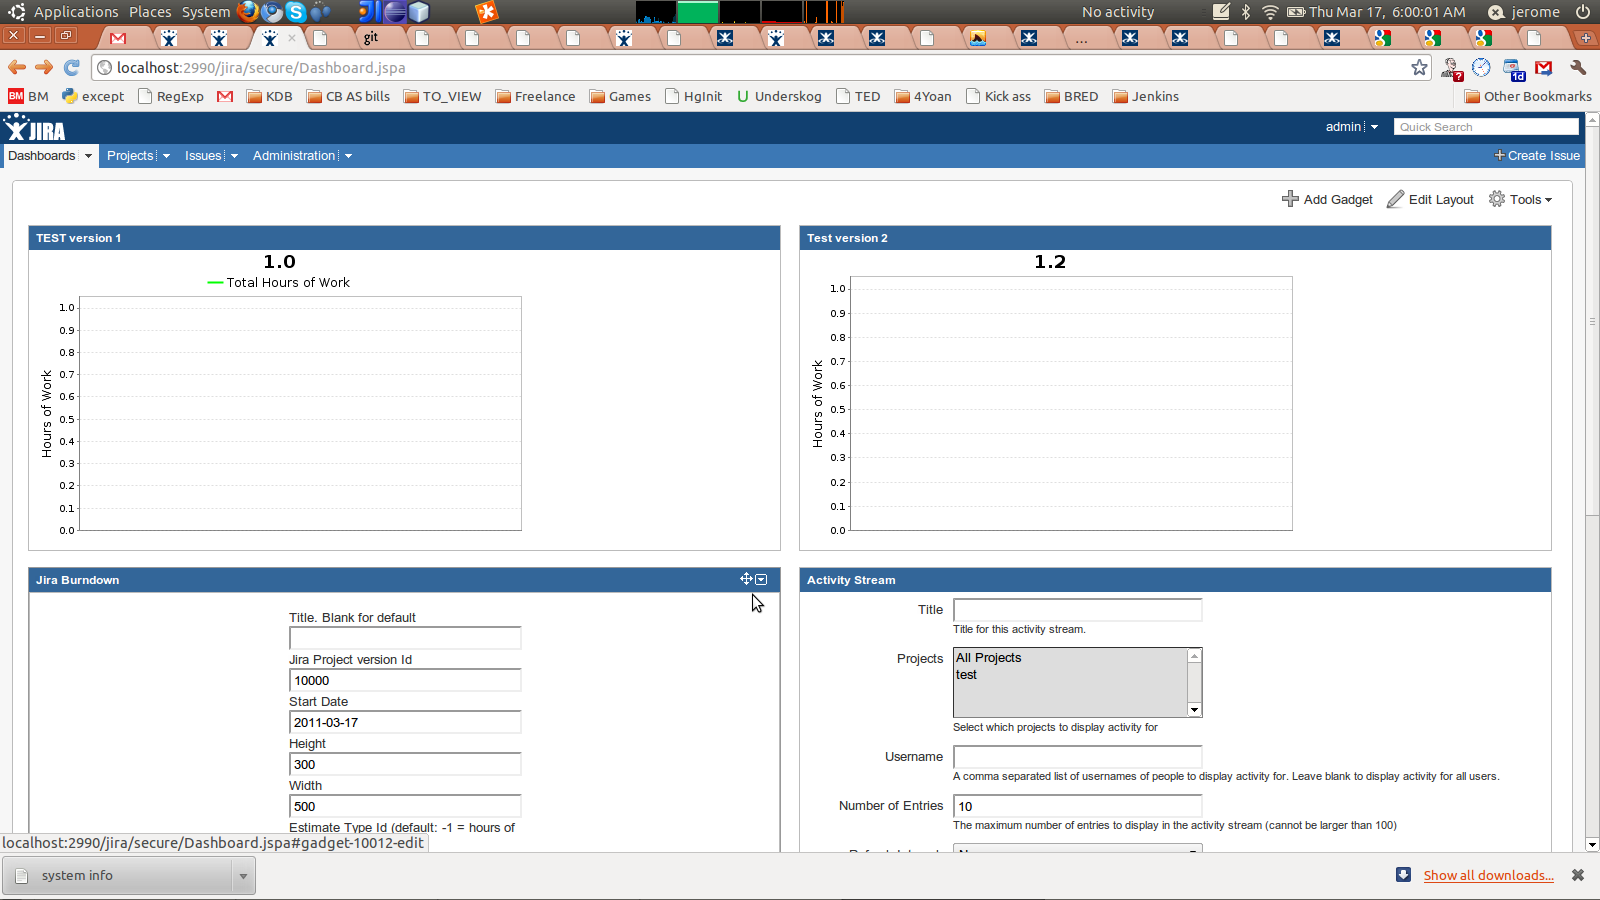 Applications Places System No activity Thu Mar 17, 6:00:01 AM jerome
git ...
localhost:2990/jira/secure/Dashboard.jspa
BM BM except RegExp KDB CB AS bills TO_VIEW Freelance Games HgInit Underskog TED 4Yoan Kick ass BRED Jenkins Other Bookmarks
JIRA admin Quick Search
Dashboards Projects Issues Administration Create Issue
Add Gadget Edit Layout Tools
TEST version 1
1.0
Total Hours of Work
1.0
0.9
0.8
0.7
0.6
0.5
0.4
0.3
0.2
0.1
0.0
Hours of Work
Test version 2
1.2
1.0
0.9
0.8
0.7
0.6
0.5
0.4
0.3
0.2
0.1
0.0
Hours of Work
Jira Burndown
Title. Blank for default
Jira Project version Id
10000
Start Date
2011-03-17
Height
300
Width
500
Estimate Type Id (default: -1 = hours of
Activity Stream
Title
Title for this activity stream.
Projects
All Projects
test
Select which projects to display activity for
Username
A comma separated list of usernames of people to display activity for. Leave blank to display activity for all users.
Number of Entries 10
The maximum number of entries to display in the activity stream (cannot be larger than 100)
localhost:2990/jira/secure/Dashboard.jspa#gadget-10012-edit
system info Show all downloads...